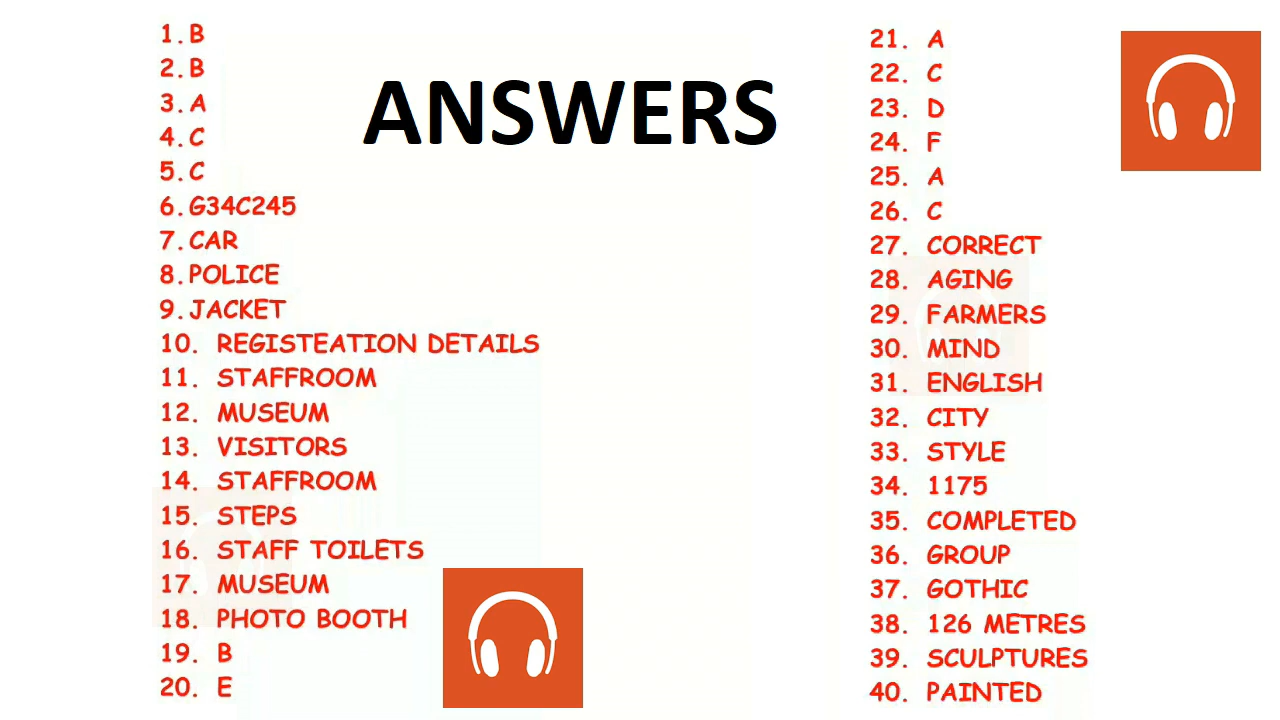 ANSWERS
1. B
2. B
3. A
4. C
5. C
6. G34C245
7. CAR
8. POLICE
9. JACKET
10. REGISTEATION DETAILS
11. STAFFROOM
12. MUSEUM
13. VISITORS
14. STAFFROOM
15. STEPS
16. STAFF TOILETS
17. MUSEUM
18. PHOTO BOOTH
19. B
20. E
21. A
22. C
23. D
24. F
25. A
26. C
27. CORRECT
28. AGING
29. FARMERS
30. MIND
31. ENGLISH
32. CITY
33. STYLE
34. 1175
35. COMPLETED
36. GROUP
37. GOTHIC
38. 126 METRES
39. SCULPTURES
40. PAINTED